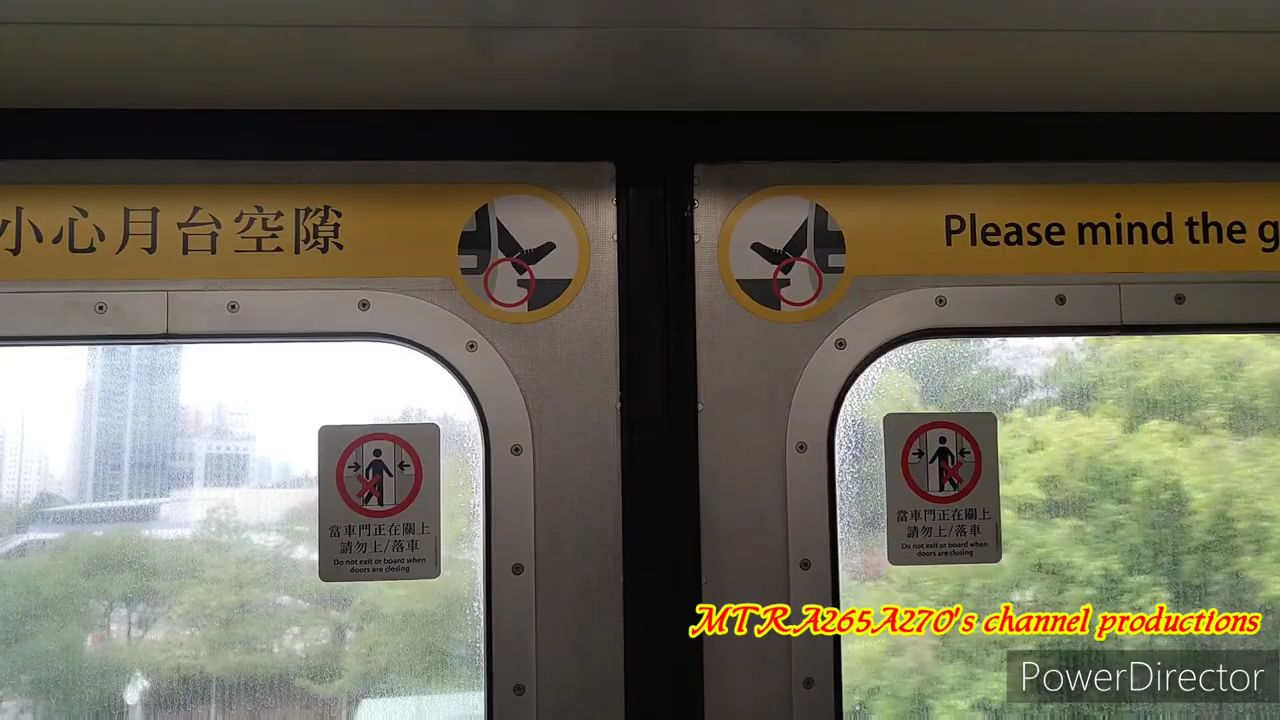 小心月台空隙
Please mind the g
當車門正在關上
請勿上/落車
Do not exit or board when
doors are closing
當車門正在關上
請勿上/落車
Do not exit or board when
doors are closing
MTR A265A270's channel productions
PowerDirector